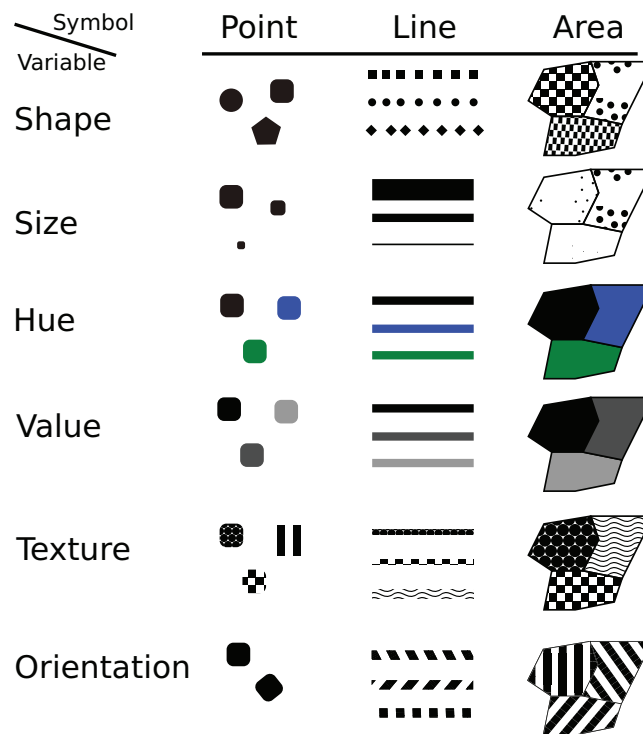 Symbol
Variable
Point Line Area
Shape
Size
Hue
Value
Texture
Orientation